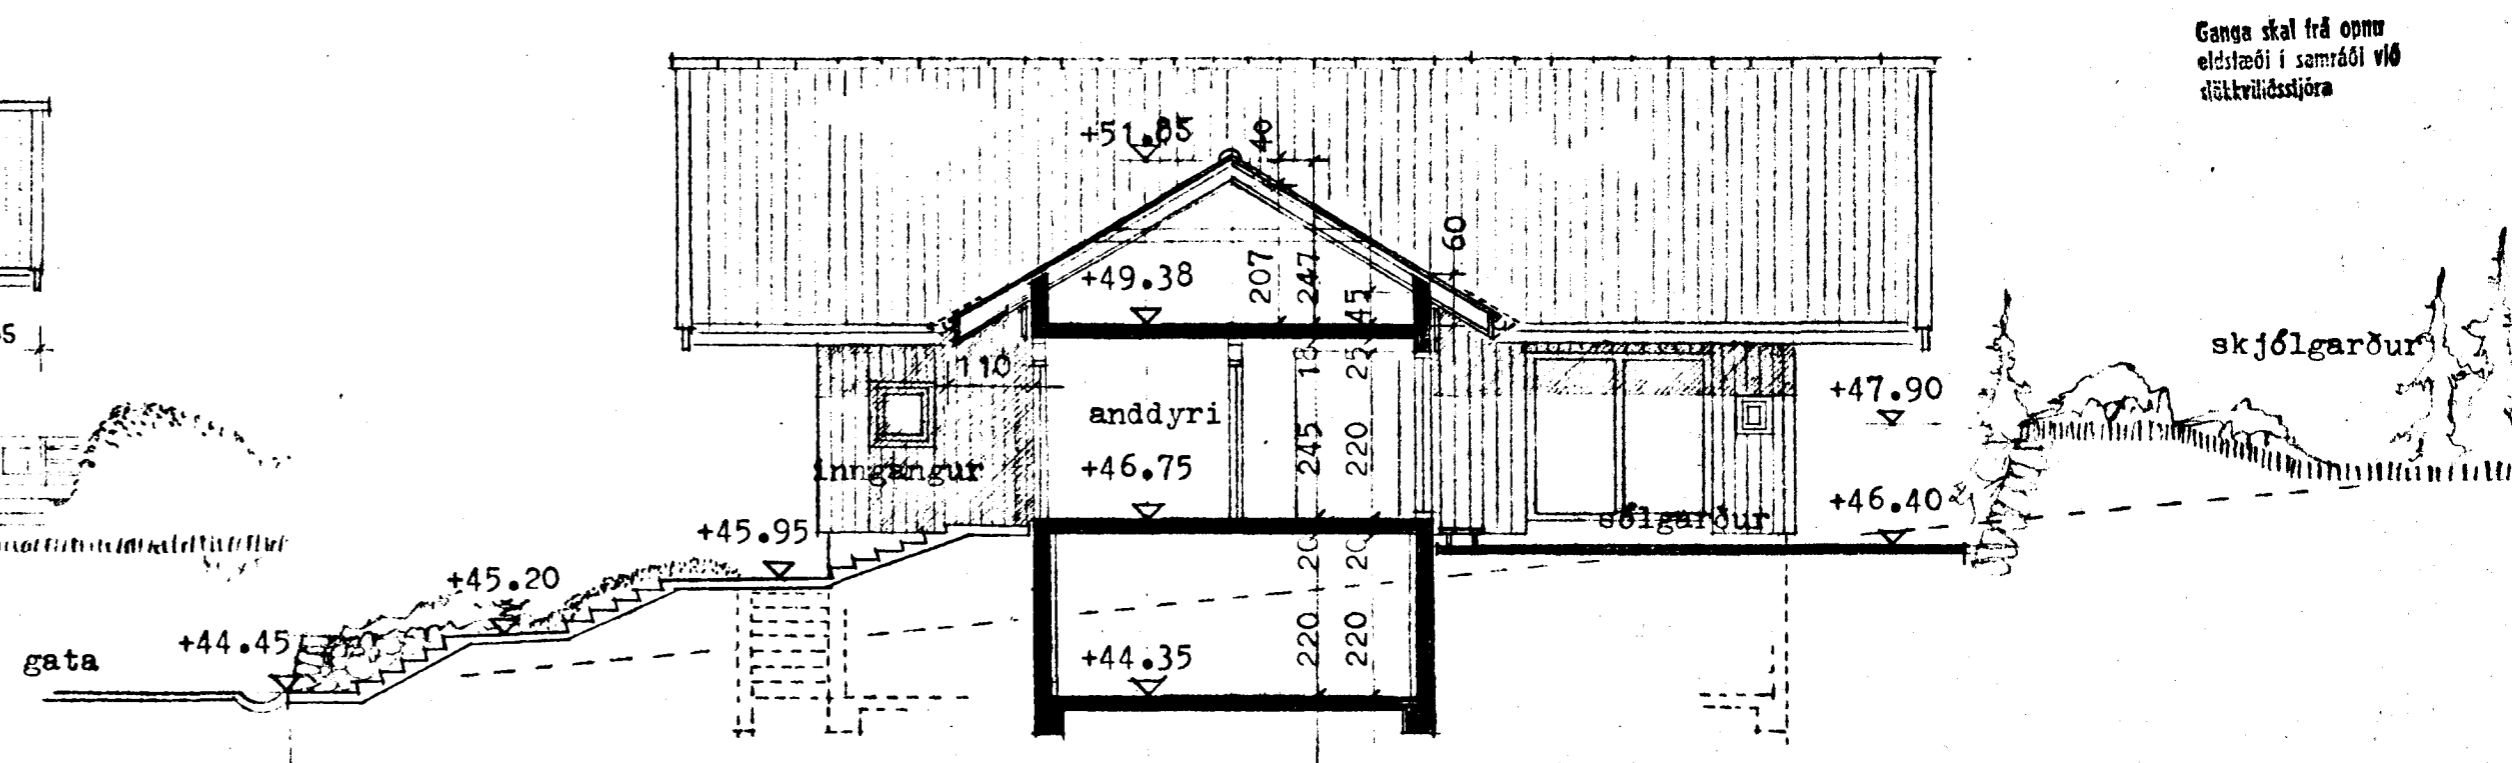 Ganga skal frá opnu
eldstæði í samráði við
slökkviliðsstjóra
+51.85
40
60
+49.38
207
247
45
110
18
25
skjólgarður
+47.90
anddyri
245
220
+46.75
inngangur
+46.40
sólgarður
+45.95
20
20
+45.20
+44.45
220
220
+44.35
gata